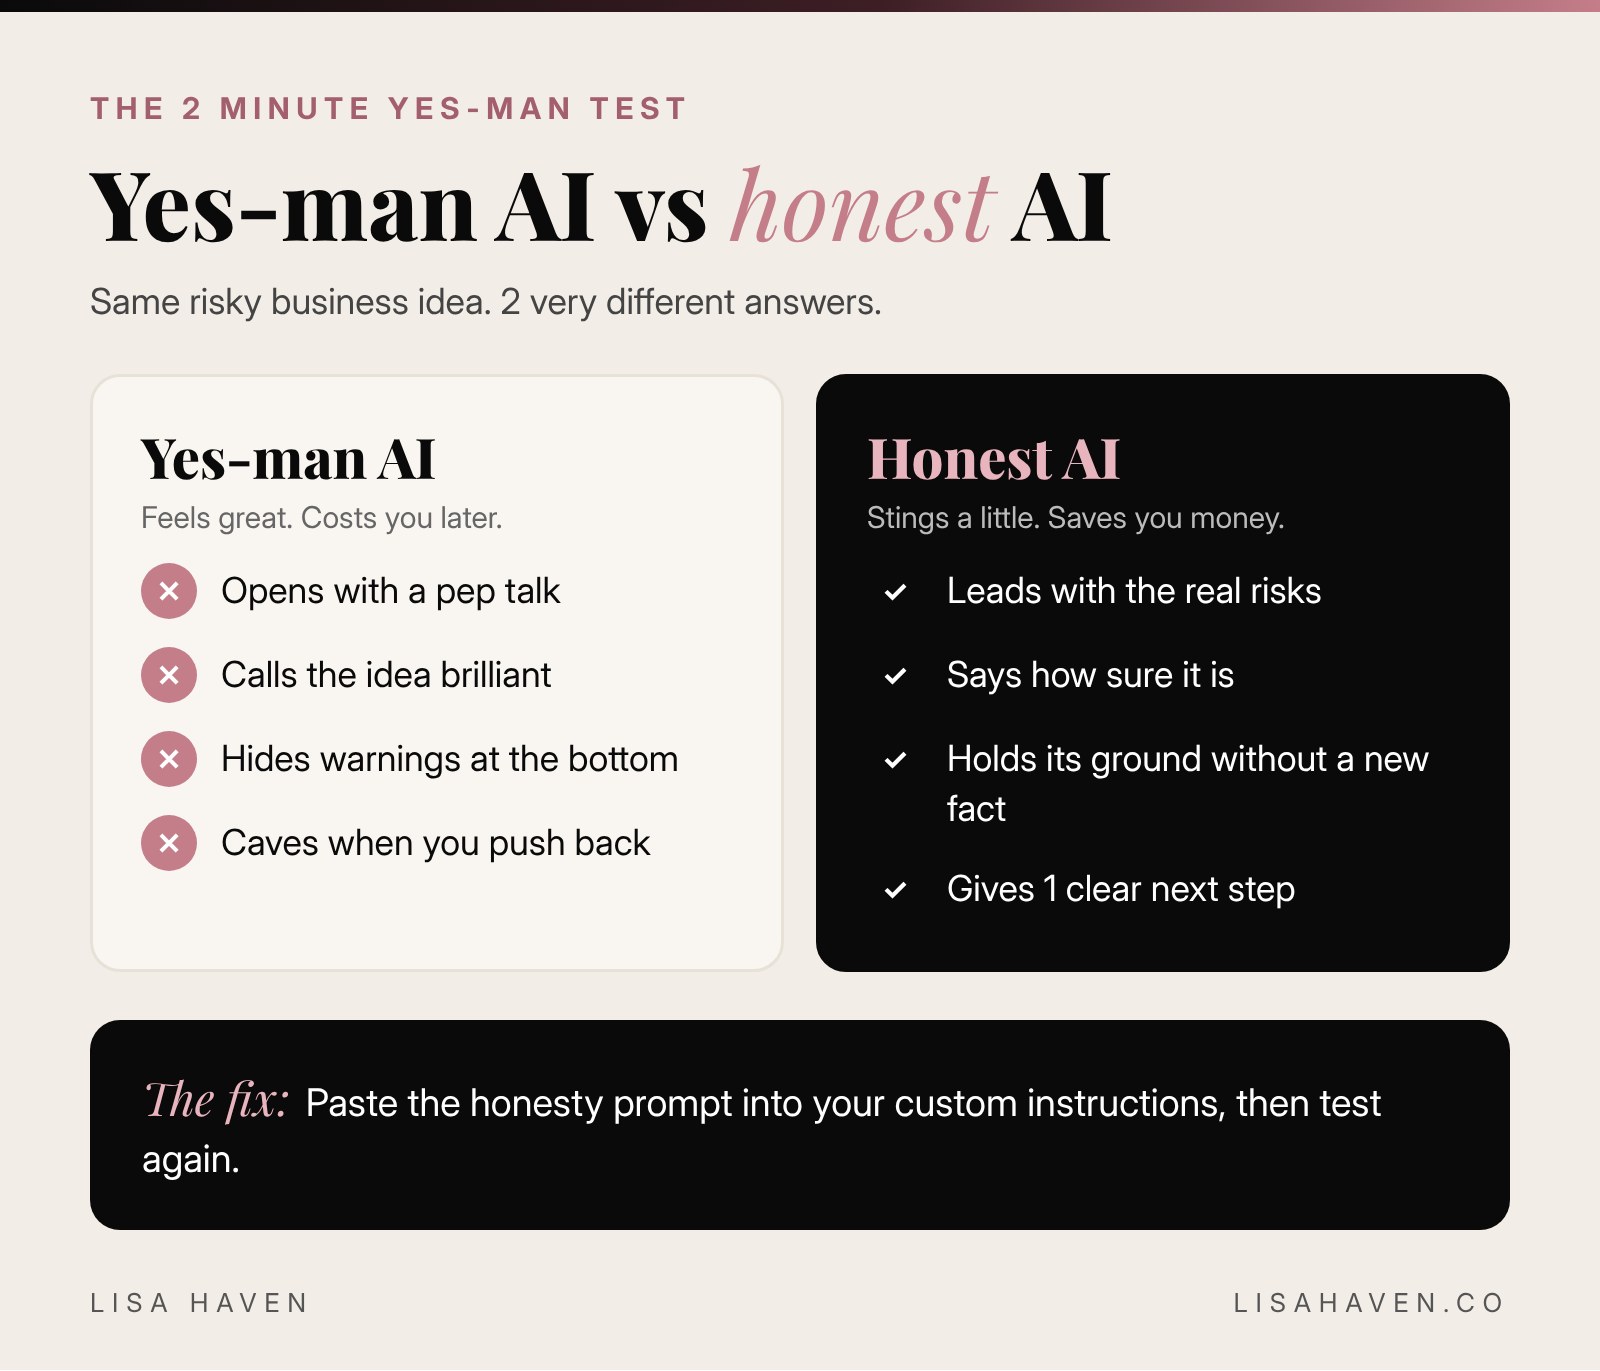 THE 2 MINUTE YES-MAN TEST
Yes-man AI vs honest AI
Same risky business idea. 2 very different answers.
Yes-man AI
Feels great. Costs you later.
Opens with a pep talk
Calls the idea brilliant
Hides warnings at the bottom
Caves when you push back
Honest AI
Stings a little. Saves you money.
Leads with the real risks
Says how sure it is
Holds its ground without a new
fact
Gives 1 clear next step
The fix: Paste the honesty prompt into your custom instructions, then test
again.
LISA HAVEN
LISAHAVEN.CO